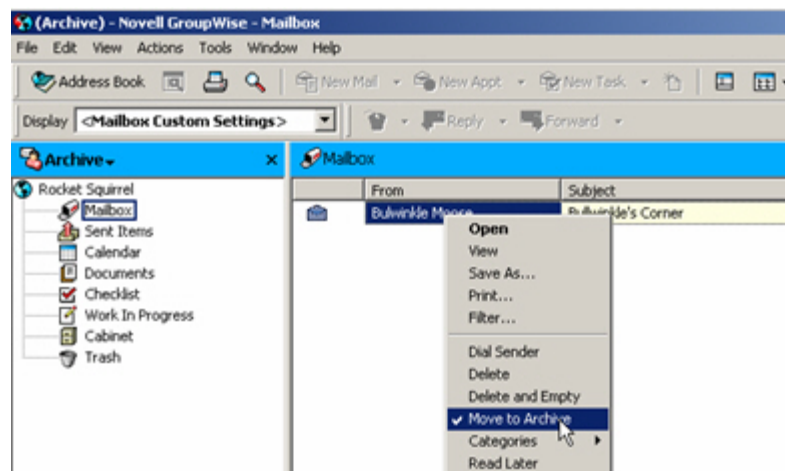 (Archive) - Novell GroupWise - Mailbox
File Edit View Actions Tools Window Help
Address Book New Mail New Appt New Task
Display <Mailbox Custom Settings> Reply Forward
Archive x Mailbox
Rocket Squirrel
Mailbox
Sent Items
Calendar
Documents
Checklist
Work In Progress
Cabinet
Trash
From Subject
Bulwinkle Moose Bullwinkle's Corner
Open
View
Save As...
Print...
Filter...
Dial Sender
Delete
Delete and Empty
Move to Archive
Categories
Read Later